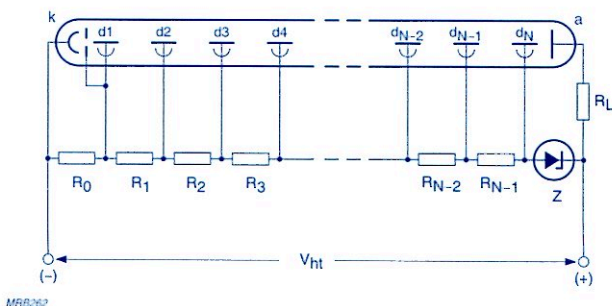 k a
d1 d2 d3 d4 dN–2 dN–1 dN
RL
R0 R1 R2 R3 RN–2 RN–1 Z
Vht
(–) (+)
MRB262